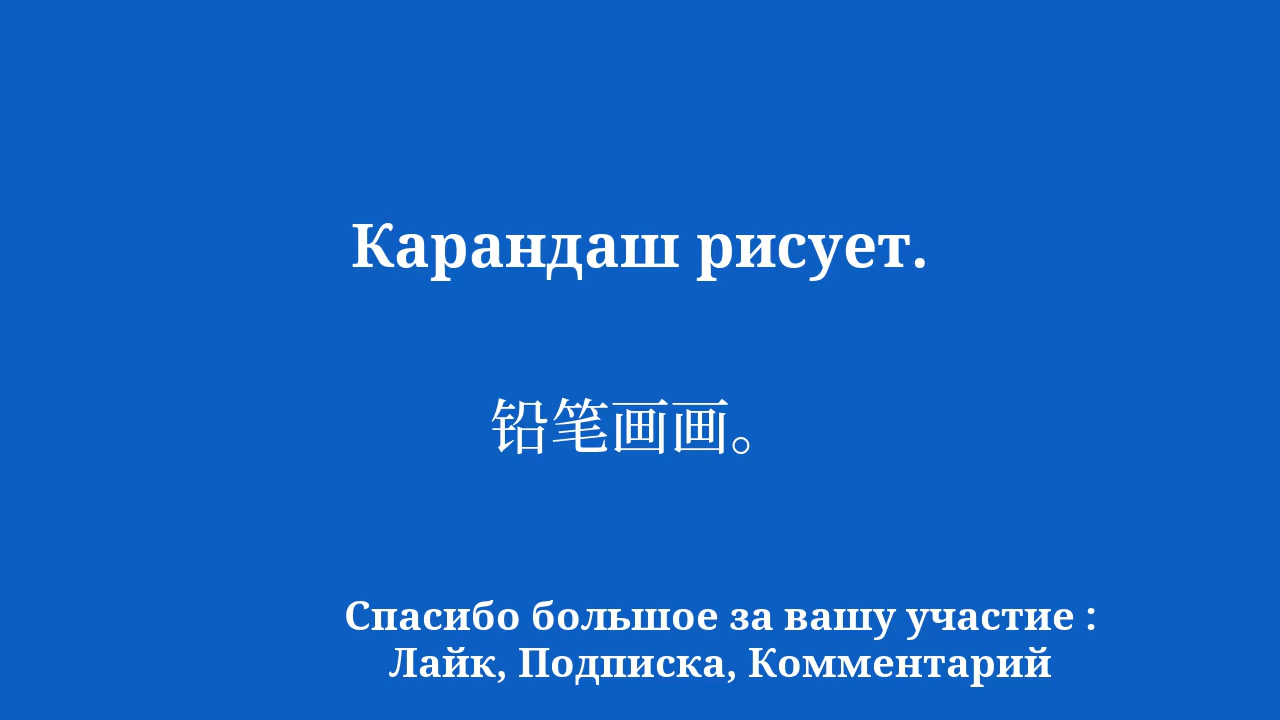 Карандаш рисует.
铅笔画画。
Спасибо большое за вашу участие :
Лайк, Подписка, Комментарий